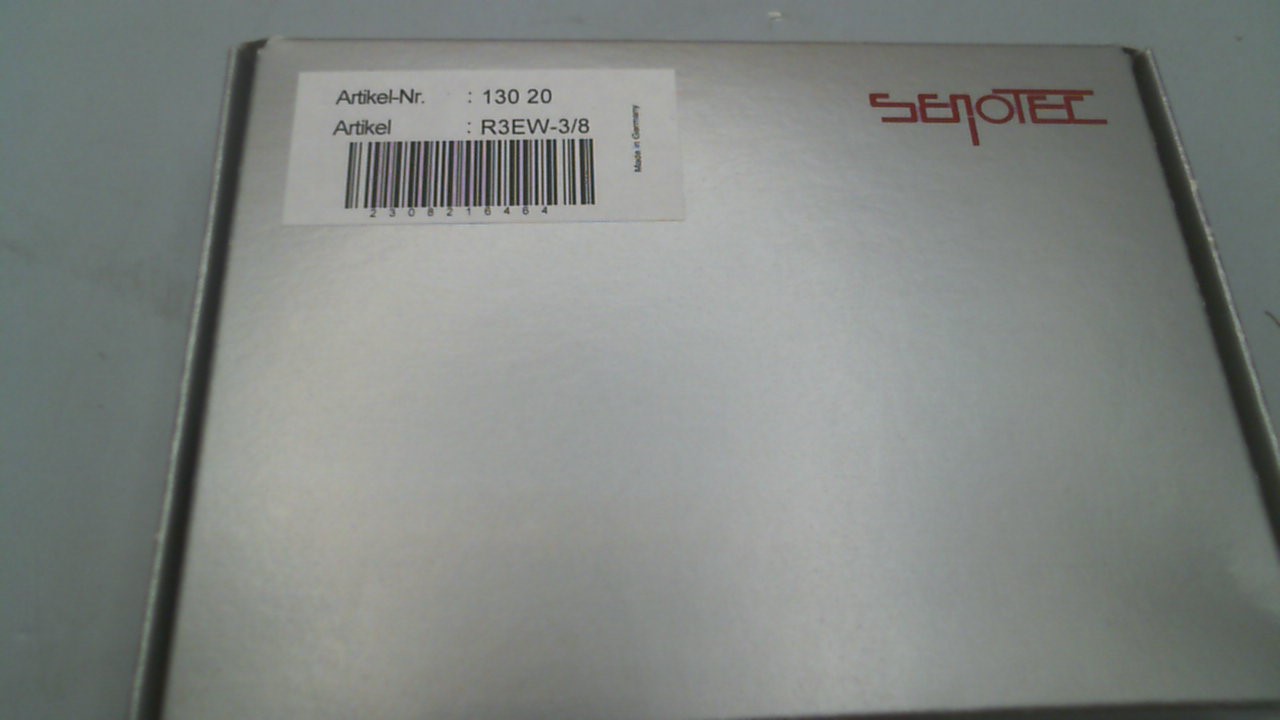 Artikel-Nr. : 130 20
Artikel : R3EW-3/8
2308216464
Made in Germany
SENOTEC